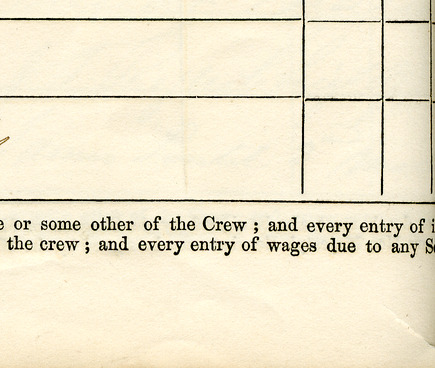 or some other of the Crew ; and every entry of
the crew ; and every entry of wages due to any